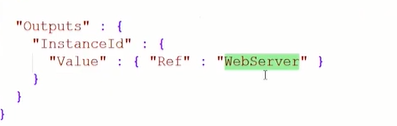 "Outputs" : {
"InstanceId" : {
"Value" : { "Ref" : "WebServer" }
}
}
}